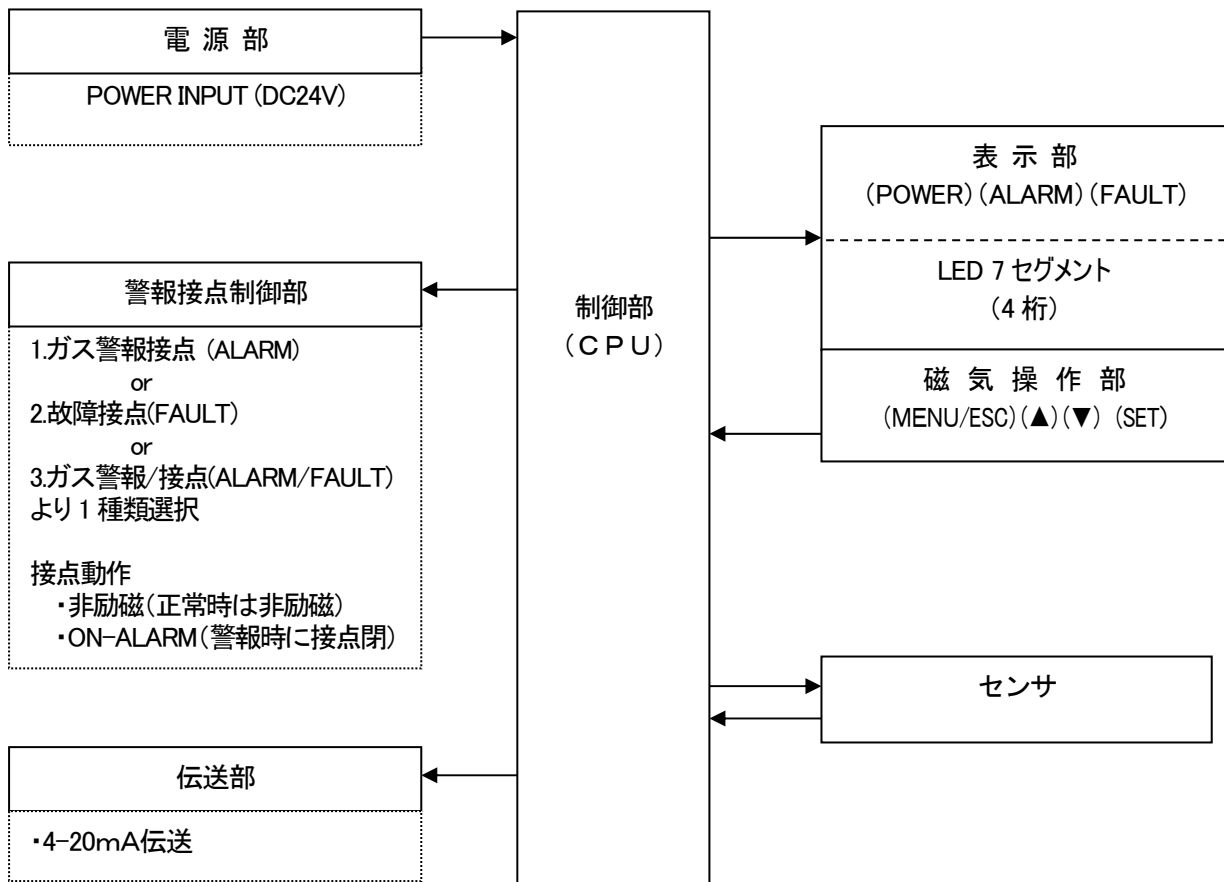 電 源 部
POWER INPUT (DC24V)
警報接点制御部
1.ガス警報接点 (ALARM)
or
2.故障接点(FAULT)
or
3.ガス警報/接点(ALARM/FAULT)
より 1 種類選択
接点動作
・非励磁(正常時は非励磁)
・ON-ALARM(警報時に接点閉)
伝送部
・4-20mA伝送
制御部
(CPU)
表 示 部
(POWER)(ALARM)(FAULT)
LED 7 セグメント
(4 桁)
磁 気 操 作 部
(MENU/ESC)(▲)(▼) (SET)
センサ